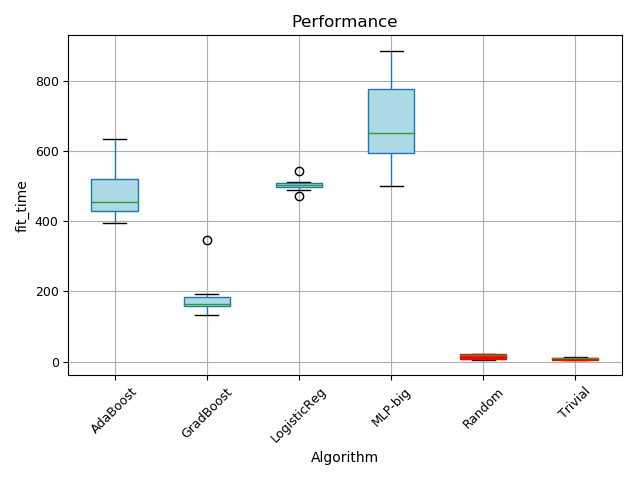 Performance
800
600
400
200
0
fit_time
AdaBoost
GradBoost
LogisticReg
MLP-big
Random
Trivial
Algorithm